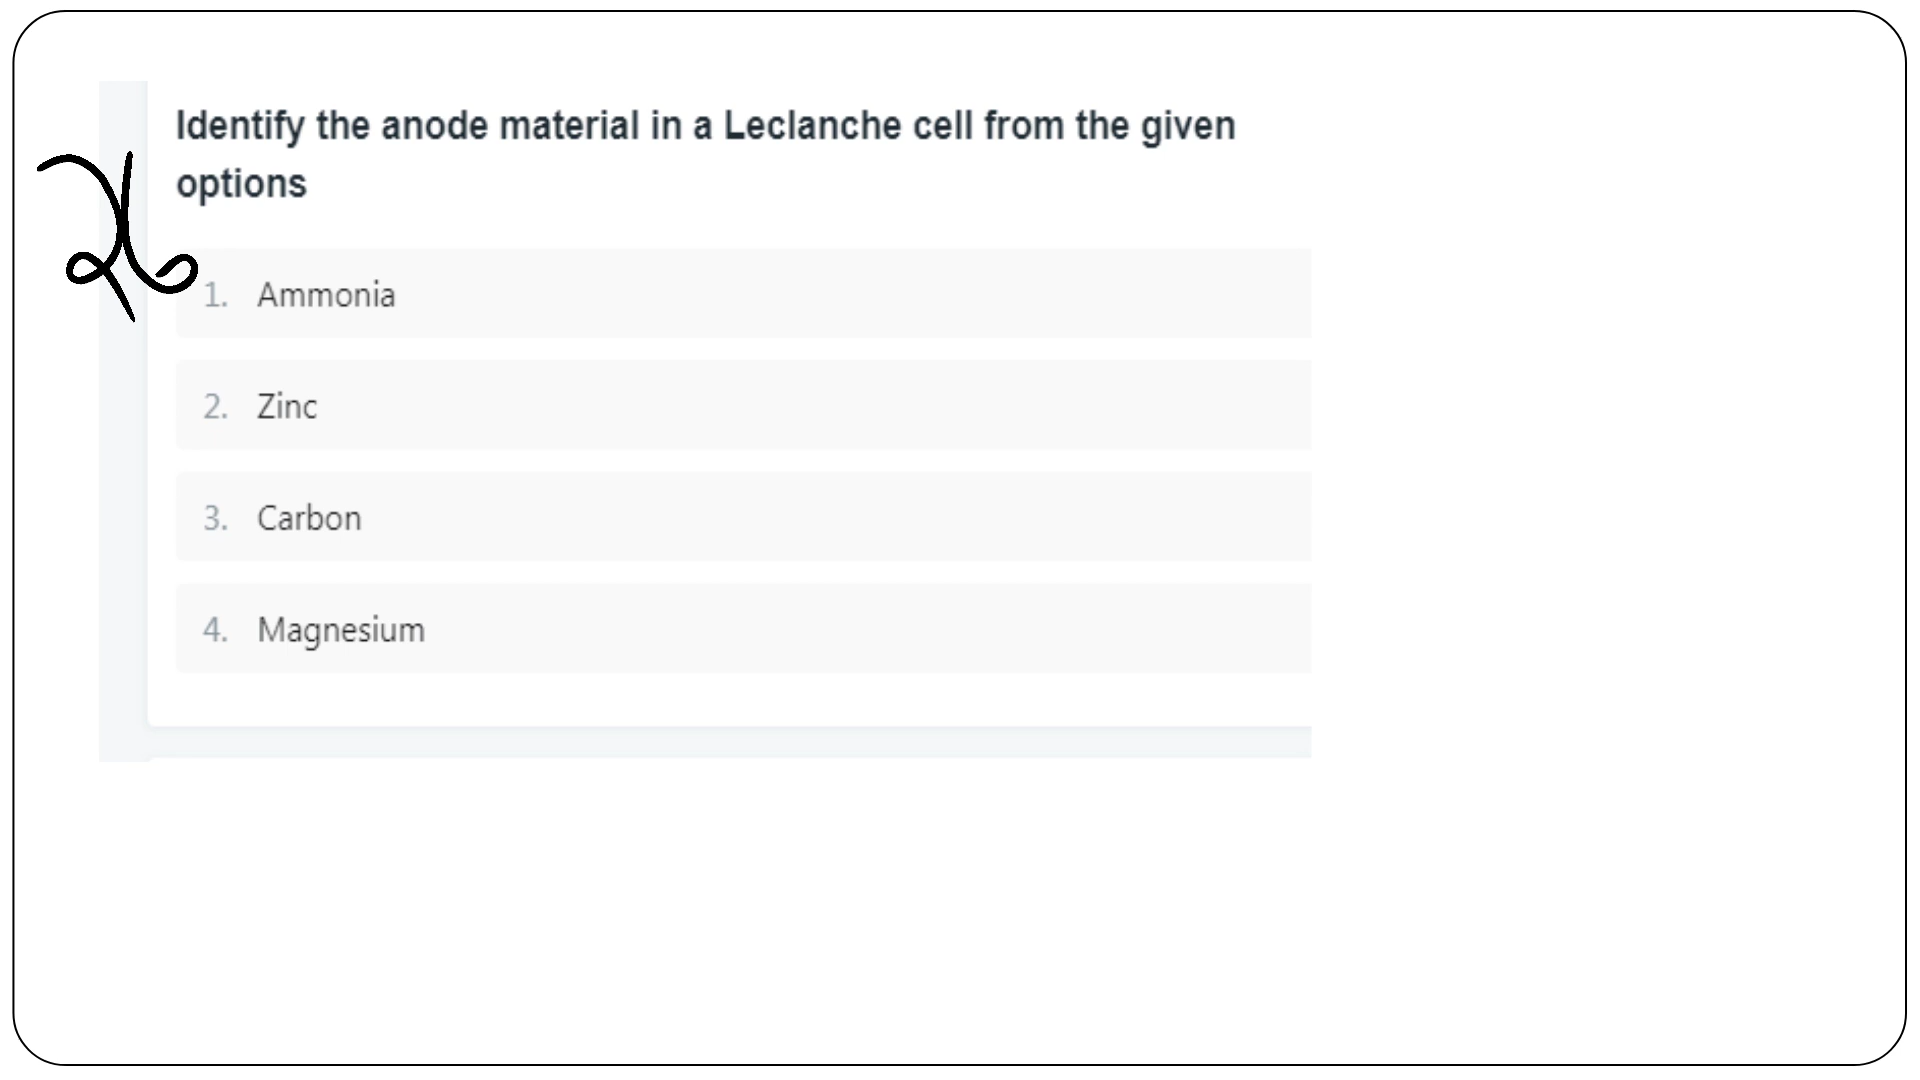 Identify the anode material in a Leclanche cell from the given
options
1. Ammonia
2. Zinc
3. Carbon
4. Magnesium